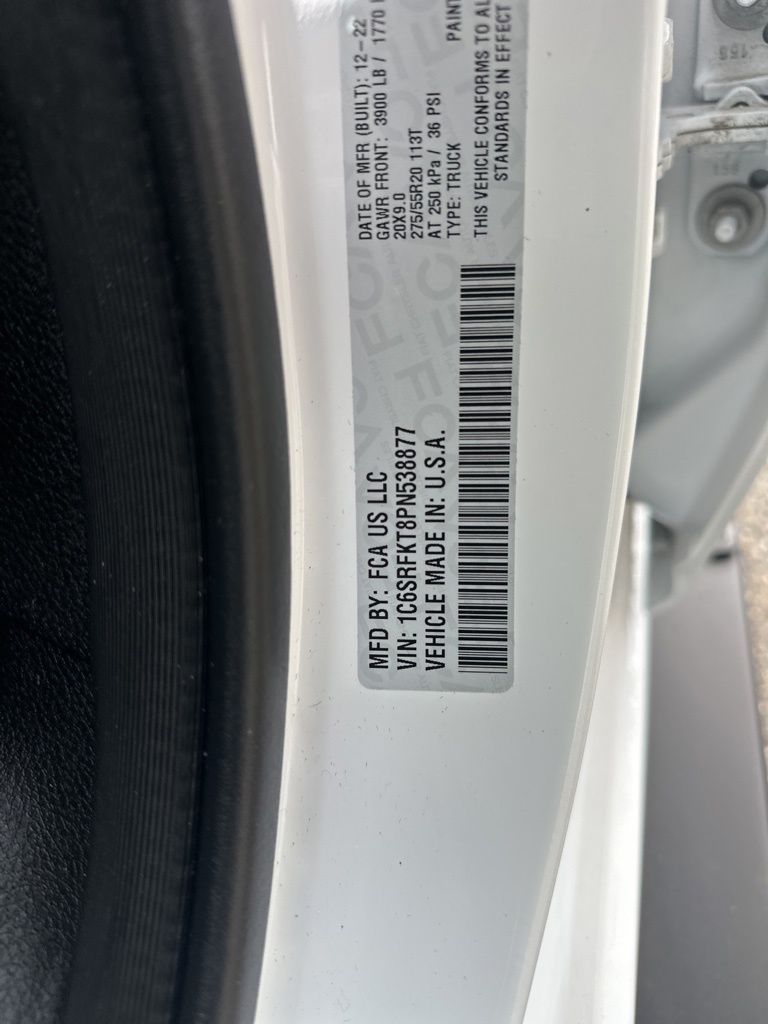 MFD BY: FCA US LLC
VIN: 1C6SRFKT8PN538877
VEHICLE MADE IN: U.S.A.
DATE OF MFR (BUILT): 12-22
GAWR FRONT: 3900 LB / 1770
20X9.0
275/55R20 113T
AT 250 kPa / 36 PSI
TYPE: TRUCK PAINT
THIS VEHICLE CONFORMS TO AL
STANDARDS IN EFFECT